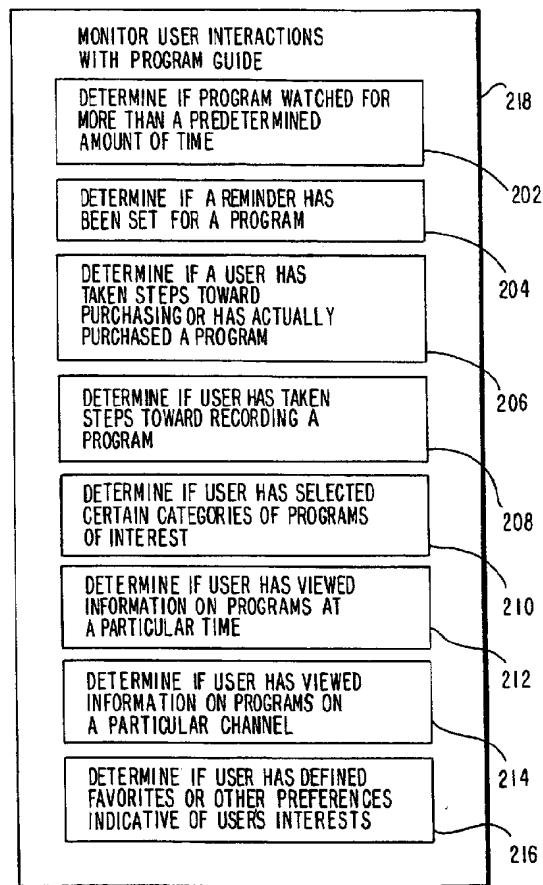 MONITOR USER INTERACTIONS
WITH PROGRAM GUIDE
218
DETERMINE IF PROGRAM WATCHED FOR
MORE THAN A PREDETERMINED
AMOUNT OF TIME
202
DETERMINE IF A REMINDER HAS
BEEN SET FOR A PROGRAM
204
DETERMINE IF A USER HAS
TAKEN STEPS TOWARD
PURCHASING OR HAS ACTUALLY
PURCHASED A PROGRAM
206
DETERMINE IF USER HAS TAKEN
STEPS TOWARD RECORDING A
PROGRAM
208
DETERMINE IF USER HAS SELECTED
CERTAIN CATEGORIES OF PROGRAMS
OF INTEREST
210
DETERMINE IF USER HAS VIEWED
INFORMATION ON PROGRAMS AT
A PARTICULAR TIME
212
DETERMINE IF USER HAS VIEWED
INFORMATION ON PROGRAMS ON
A PARTICULAR CHANNEL
214
DETERMINE IF USER HAS DEFINED
FAVORITES OR OTHER PREFERENCES
INDICATIVE OF USER'S INTERESTS
216